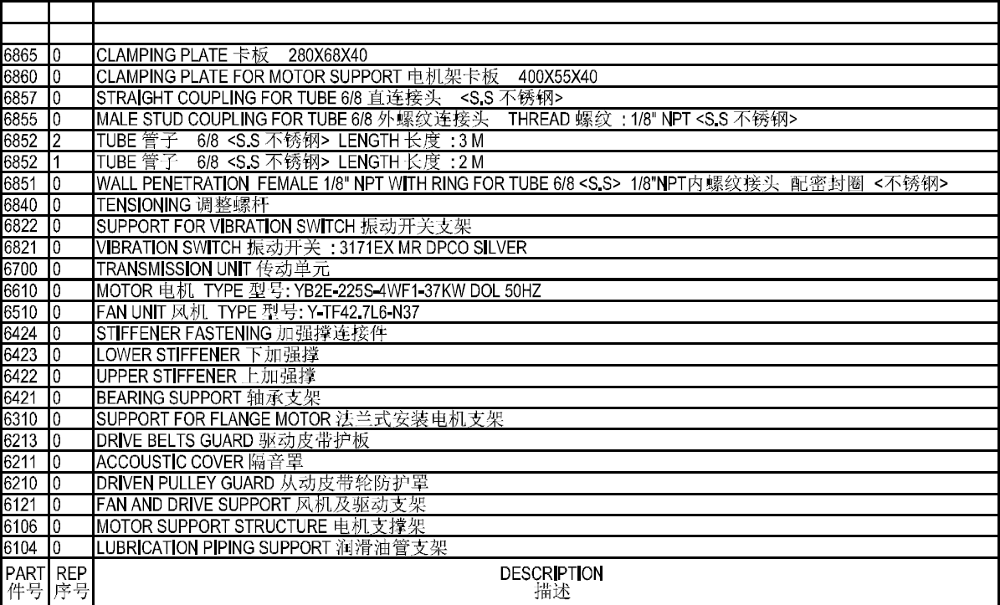 6865 0 CLAMPING PLATE 卡板 280X68X40
6860 0 CLAMPING PLATE FOR MOTOR SUPPORT 电机架卡板 400X55X40
6857 0 STRAIGHT COUPLING FOR TUBE 6/8 直连接头 <S.S 不锈钢>
6855 0 MALE STUD COUPLING FOR TUBE 6/8 外螺纹连接头 THREAD 螺纹 : 1/8" NPT <S.S 不锈钢>
6852 2 TUBE 管子 6/8 <S.S 不锈钢> LENGTH 长度 : 3 M
6852 1 TUBE 管子 6/8 <S.S 不锈钢> LENGTH 长度 : 2 M
6851 0 WALL PENETRATION FEMALE 1/8" NPT WITH RING FOR TUBE 6/8 <S.S> 1/8"NPT内螺纹接头 配密封圈 <不锈钢>
6840 0 TENSIONING 调整螺杆
6822 0 SUPPORT FOR VIBRATION SWITCH 振动开关支架
6821 0 VIBRATION SWITCH 振动开关 : 3171EX MR DPCO SILVER
6700 0 TRANSMISSION UNIT 传动单元
6610 0 MOTOR 电机 TYPE 型号: YB2E-225S-4WF1-37KW DOL 50HZ
6510 0 FAN UNIT 风机 TYPE 型号: Y-TF42.7L6-N37
6424 0 STIFFENER FASTENING 加强撑连接件
6423 0 LOWER STIFFENER 下加强撑
6422 0 UPPER STIFFENER 上加强撑
6421 0 BEARING SUPPORT 轴承支架
6310 0 SUPPORT FOR FLANGE MOTOR 法兰式安装电机支架
6213 0 DRIVE BELTS GUARD 驱动皮带护板
6211 0 ACCOUSTIC COVER 隔音罩
6210 0 DRIVEN PULLEY GUARD 从动皮带轮防护罩
6121 0 FAN AND DRIVE SUPPORT 风机及驱动支架
6106 0 MOTOR SUPPORT STRUCTURE 电机支撑架
6104 0 LUBRICATION PIPING SUPPORT 润滑油管支架
PART REP DESCRIPTION
件号 序号 描述